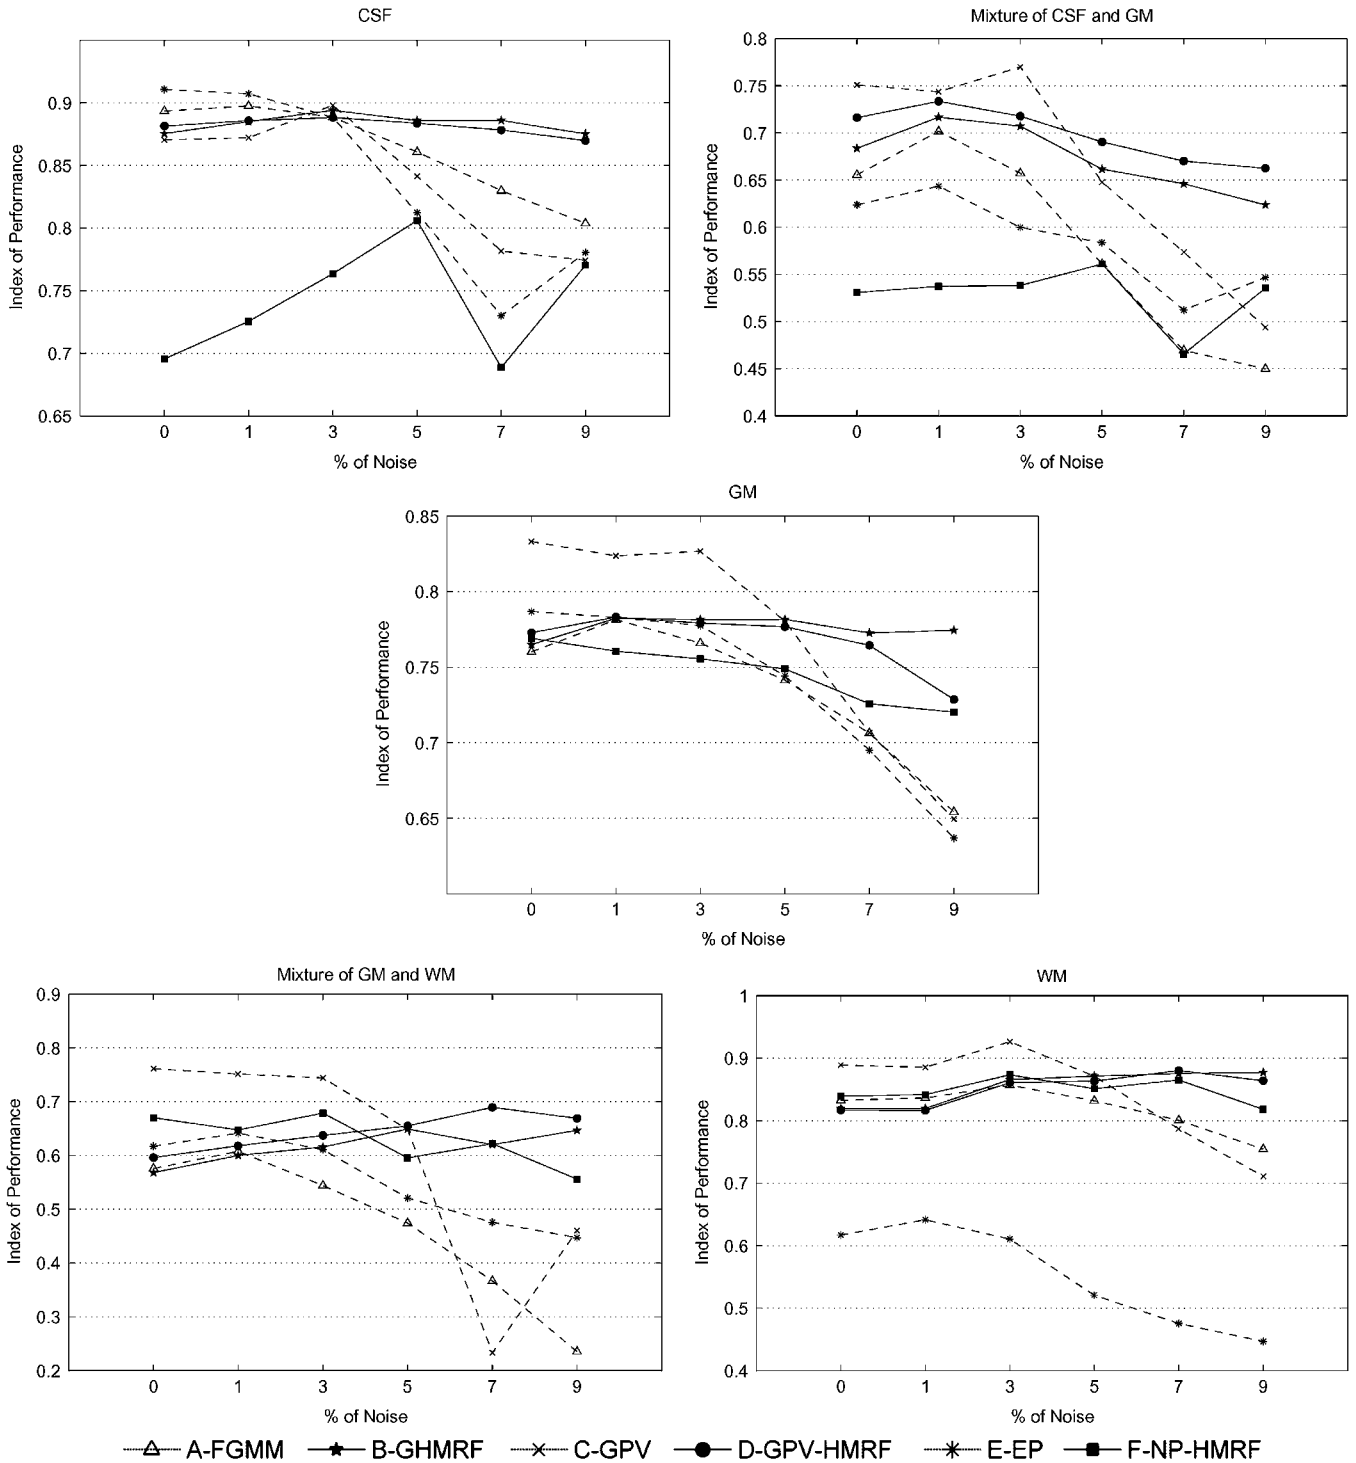 CSF
0.9
0.85
0.8
0.75
0.7
0.65
0 1 3 5 7 9
Index of Performance
% of Noise
Mixture of CSF and GM
0.8
0.75
0.7
0.65
0.6
0.55
0.5
0.45
0.4
0 1 3 5 7 9
Index of Performance
% of Noise
GM
0.85
0.8
0.75
0.7
0.65
0 1 3 5 7 9
Index of Performance
% of Noise
Mixture of GM and WM
0.9
0.8
0.7
0.6
0.5
0.4
0.3
0.2
0 1 3 5 7 9
Index of Performance
% of Noise
WM
1
0.9
0.8
0.7
0.6
0.5
0.4
0 1 3 5 7 9
Index of Performance
% of Noise
A-FGMM B-GHMRF C-GPV D-GPV-HMRF E-EP F-NP-HMRF